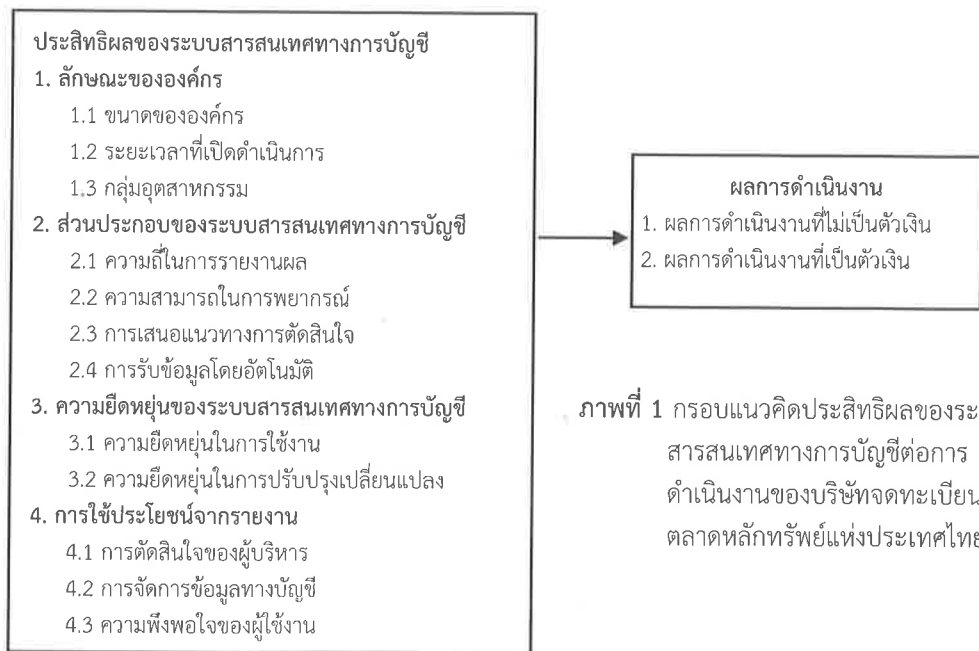 ประสิทธิผลของระบบสารสนเทศทางการบัญชี
1. ลักษณะขององค์กร
1.1 ขนาดขององค์กร
1.2 ระยะเวลาที่เปิดดำเนินการ
1.3 กลุ่มอุตสาหกรรม
2. ส่วนประกอบของระบบสารสนเทศทางการบัญชี
2.1 ความถี่ในการรายงานผล
2.2 ความสามารถในการพยากรณ์
2.3 การเสนอแนวทางการตัดสินใจ
2.4 การรับข้อมูลโดยอัตโนมัติ
3. ความยืดหยุ่นของระบบสารสนเทศทางการบัญชี
3.1 ความยืดหยุ่นในการใช้งาน
3.2 ความยืดหยุ่นในการปรับปรุงเปลี่ยนแปลง
4. การใช้ประโยชน์จากรายงาน
4.1 การตัดสินใจของผู้บริหาร
4.2 การจัดการข้อมูลทางบัญชี
4.3 ความพึงพอใจของผู้ใช้งาน
ผลการดำเนินงาน
1. ผลการดำเนินงานที่ไม่เป็นตัวเงิน
2. ผลการดำเนินงานที่เป็นตัวเงิน
ภาพที่ 1 กรอบแนวคิดประสิทธิผลของระ
สารสนเทศทางการบัญชีต่อการ
ดำเนินงานของบริษัทจดทะเบียน
ตลาดหลักทรัพย์แห่งประเทศไทย